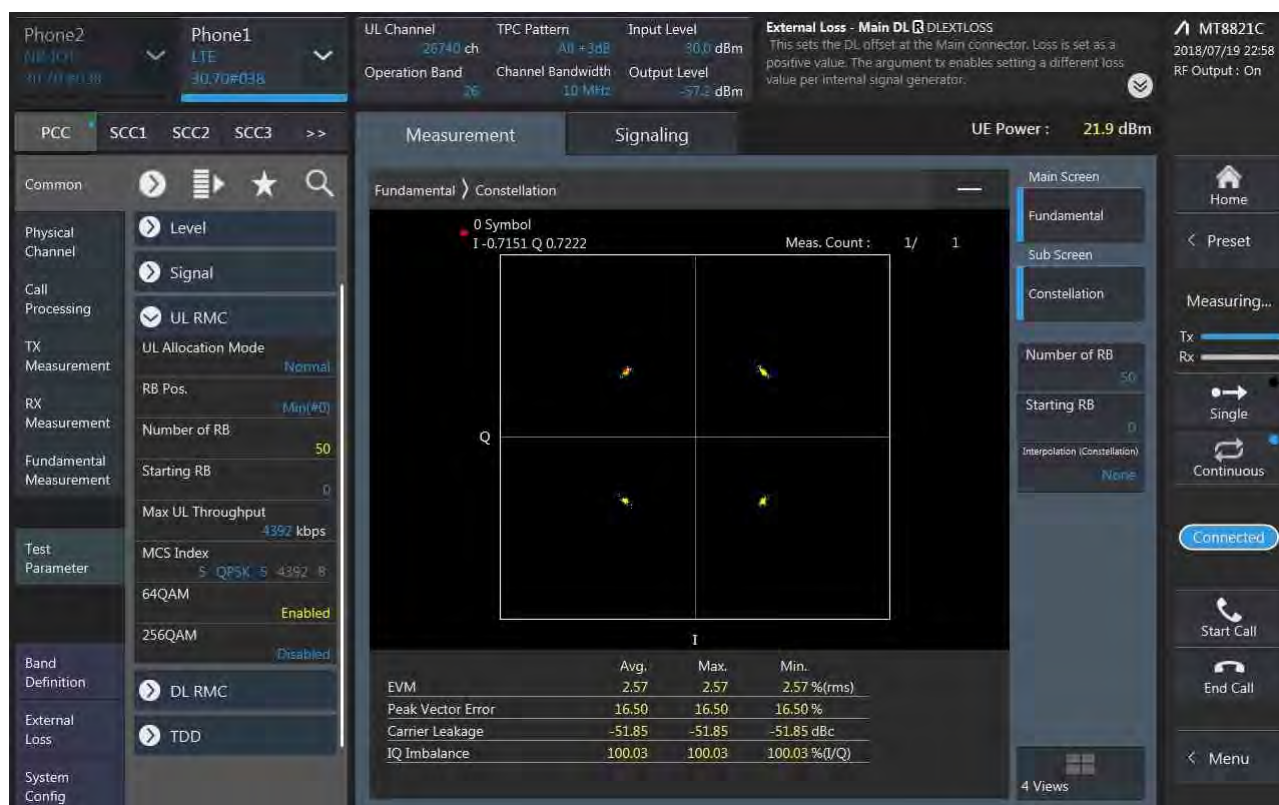 Phone2
NB-IOT
30.70#038
Phone1
LTE
30.70#038
UL Channel
26740 ch
Operation Band
26
TPC Pattern
All +3dB
Channel Bandwidth
10 MHz
Input Level
30.0 dBm
Output Level
-57.2 dBm
External Loss - Main DL R DLEXTLOSS
This sets the DL offset at the Main connector. Loss is set as a
positive value. The argument tx enables setting a different loss
value per internal signal generator.
MT8821C
2018/07/19 22:58
RF Output : On
PCC SCC1 SCC2 SCC3 >>
Measurement Signaling
UE Power : 21.9 dBm
Common
Physical
Channel
Call
Processing
TX
Measurement
RX
Measurement
Fundamental
Measurement
Test
Parameter
Band
Definition
External
Loss
System
Config
Level
Signal
UL RMC
UL Allocation Mode
Normal
RB Pos.
Min(#0)
Number of RB
50
Starting RB
0
Max UL Throughput
4392 kbps
MCS Index
5 QPSK 5 4392 8
64QAM
Enabled
256QAM
Disabled
DL RMC
TDD
Fundamental ⟩ Constellation
0 Symbol
I -0.7151 Q 0.7222
Meas. Count : 1/ 1
Q
I
Avg. Max. Min.
EVM 2.57 2.57 2.57 %(rms)
Peak Vector Error 16.50 16.50 16.50 %
Carrier Leakage -51.85 -51.85 -51.85 dBc
IQ Imbalance 100.03 100.03 100.03 %(I/Q)
Main Screen
Fundamental
Sub Screen
Constellation
Number of RB
50
Starting RB
0
Interpolation (Constellation)
None
4 Views
Home
< Preset
Measuring...
Tx
Rx
Single
Continuous
Connected
Start Call
End Call
< Menu